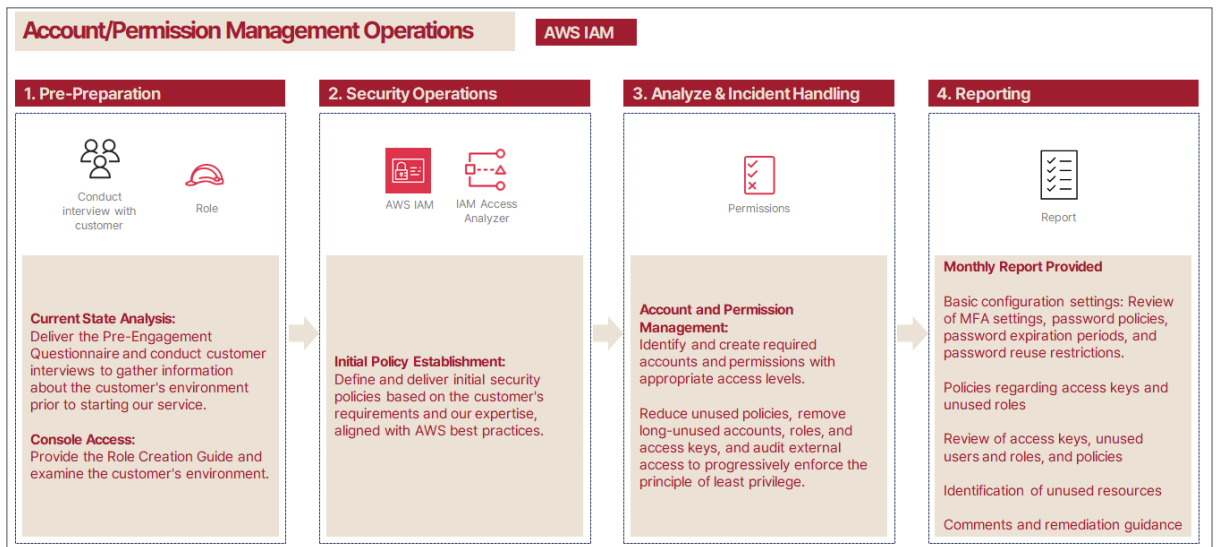 Account/Permission Management Operations
AWS IAM
1. Pre-Preparation
Conduct
interview with
customer
Role
Current State Analysis:
Deliver the Pre-Engagement
Questionnaire and conduct customer
interviews to gather information
about the customer's environment
prior to starting our service.
Console Access:
Provide the Role Creation Guide and
examine the customer's environment.
2. Security Operations
AWS IAM
IAM Access
Analyzer
Initial Policy Establishment:
Define and deliver initial security
policies based on the customer's
requirements and our expertise,
aligned with AWS best practices.
3. Analyze & Incident Handling
Permissions
Account and Permission
Management:
Identify and create required
accounts and permissions with
appropriate access levels.
Reduce unused policies, remove
long-unused accounts, roles, and
access keys, and audit external
access to progressively enforce the
principle of least privilege.
4. Reporting
Report
Monthly Report Provided
Basic configuration settings: Review
of MFA settings, password policies,
password expiration periods, and
password reuse restrictions.
Policies regarding access keys and
unused roles
Review of access keys, unused
users and roles, and policies
Identification of unused resources
Comments and remediation guidance